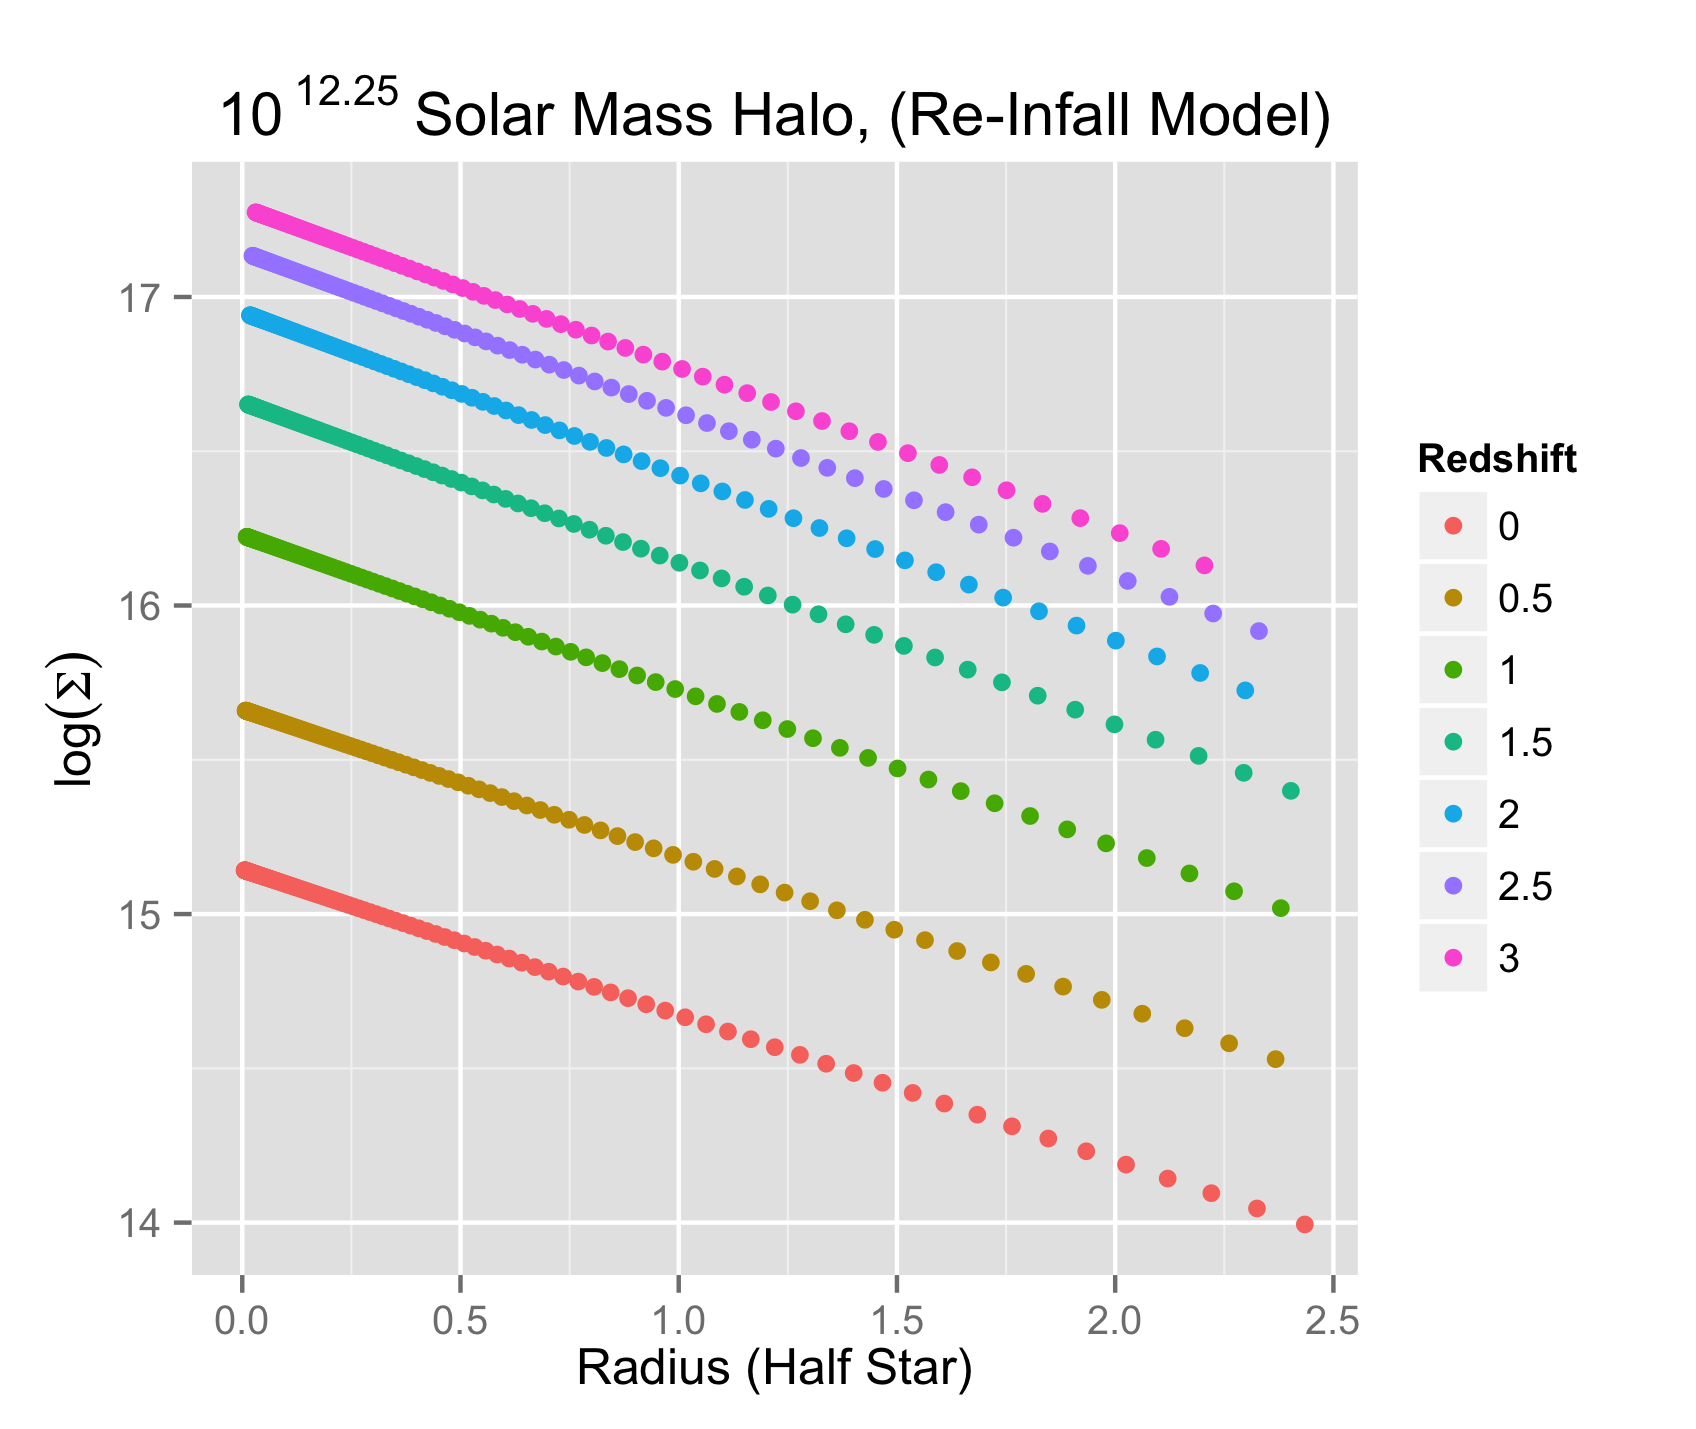 10 12.25 Solar Mass Halo, (Re-Infall Model)
17
16
15
14
log(Σ)
0.0 0.5 1.0 1.5 2.0 2.5
Radius (Half Star)
Redshift
0
0.5
1
1.5
2
2.5
3